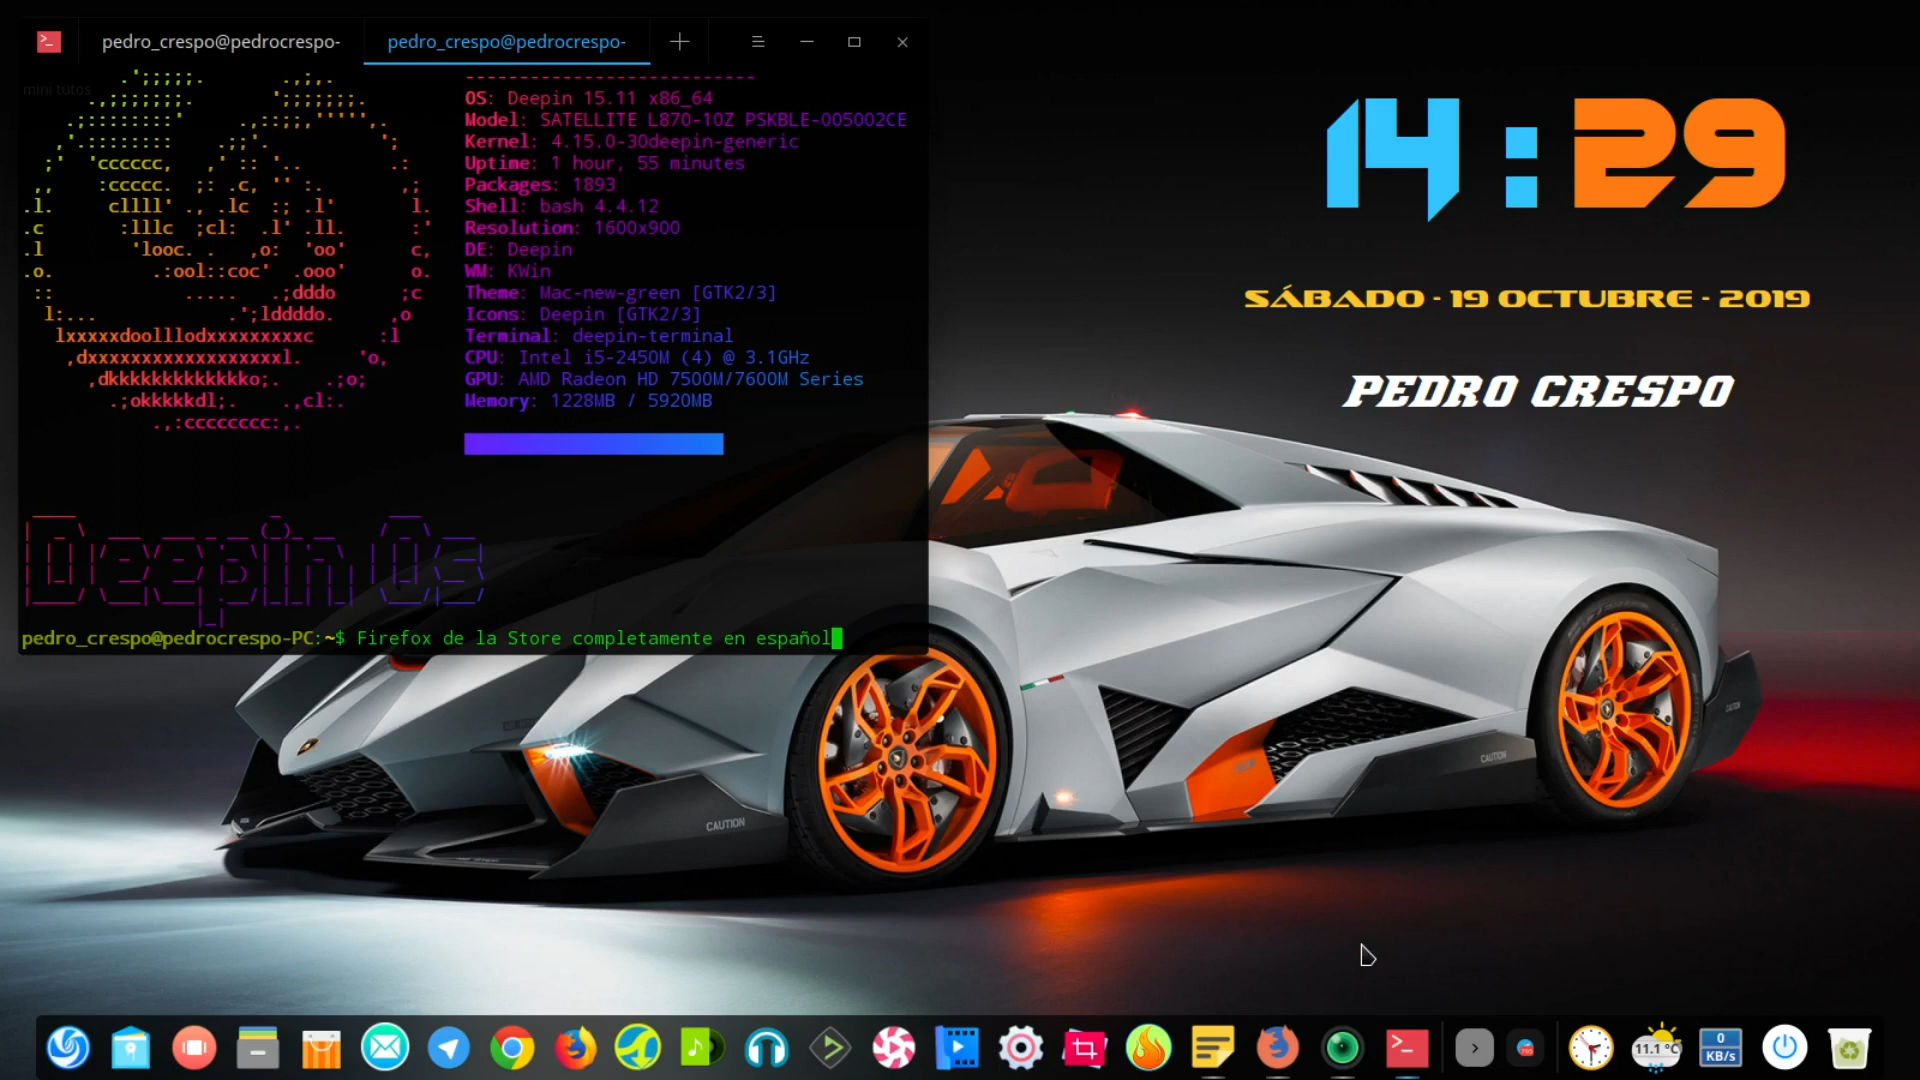 pedro_crespo@pedrocrespo-
pedro_crespo@pedrocrespo-
mini tutos
OS: Deepin 15.11 x86_64
Model: SATELLITE L870-10Z PSKBLE-005002CE
Kernel: 4.15.0-30deepin-generic
Uptime: 1 hour, 55 minutes
Packages: 1893
Shell: bash 4.4.12
Resolution: 1600x900
DE: Deepin
WM: KWin
Theme: Mac-new-green [GTK2/3]
Icons: Deepin [GTK2/3]
Terminal: deepin-terminal
CPU: Intel i5-2450M (4) @ 3.1GHz
GPU: AMD Radeon HD 7500M/7600M Series
Memory: 1228MB / 5920MB
Deepin Os
pedro_crespo@pedrocrespo-PC:~$ Firefox de la Store completamente en español
14:29
SÁBADO - 19 OCTUBRE - 2019
PEDRO CRESPO
CAUTION
CAUTION
CAUTION
11.1 °C
0
KB/s